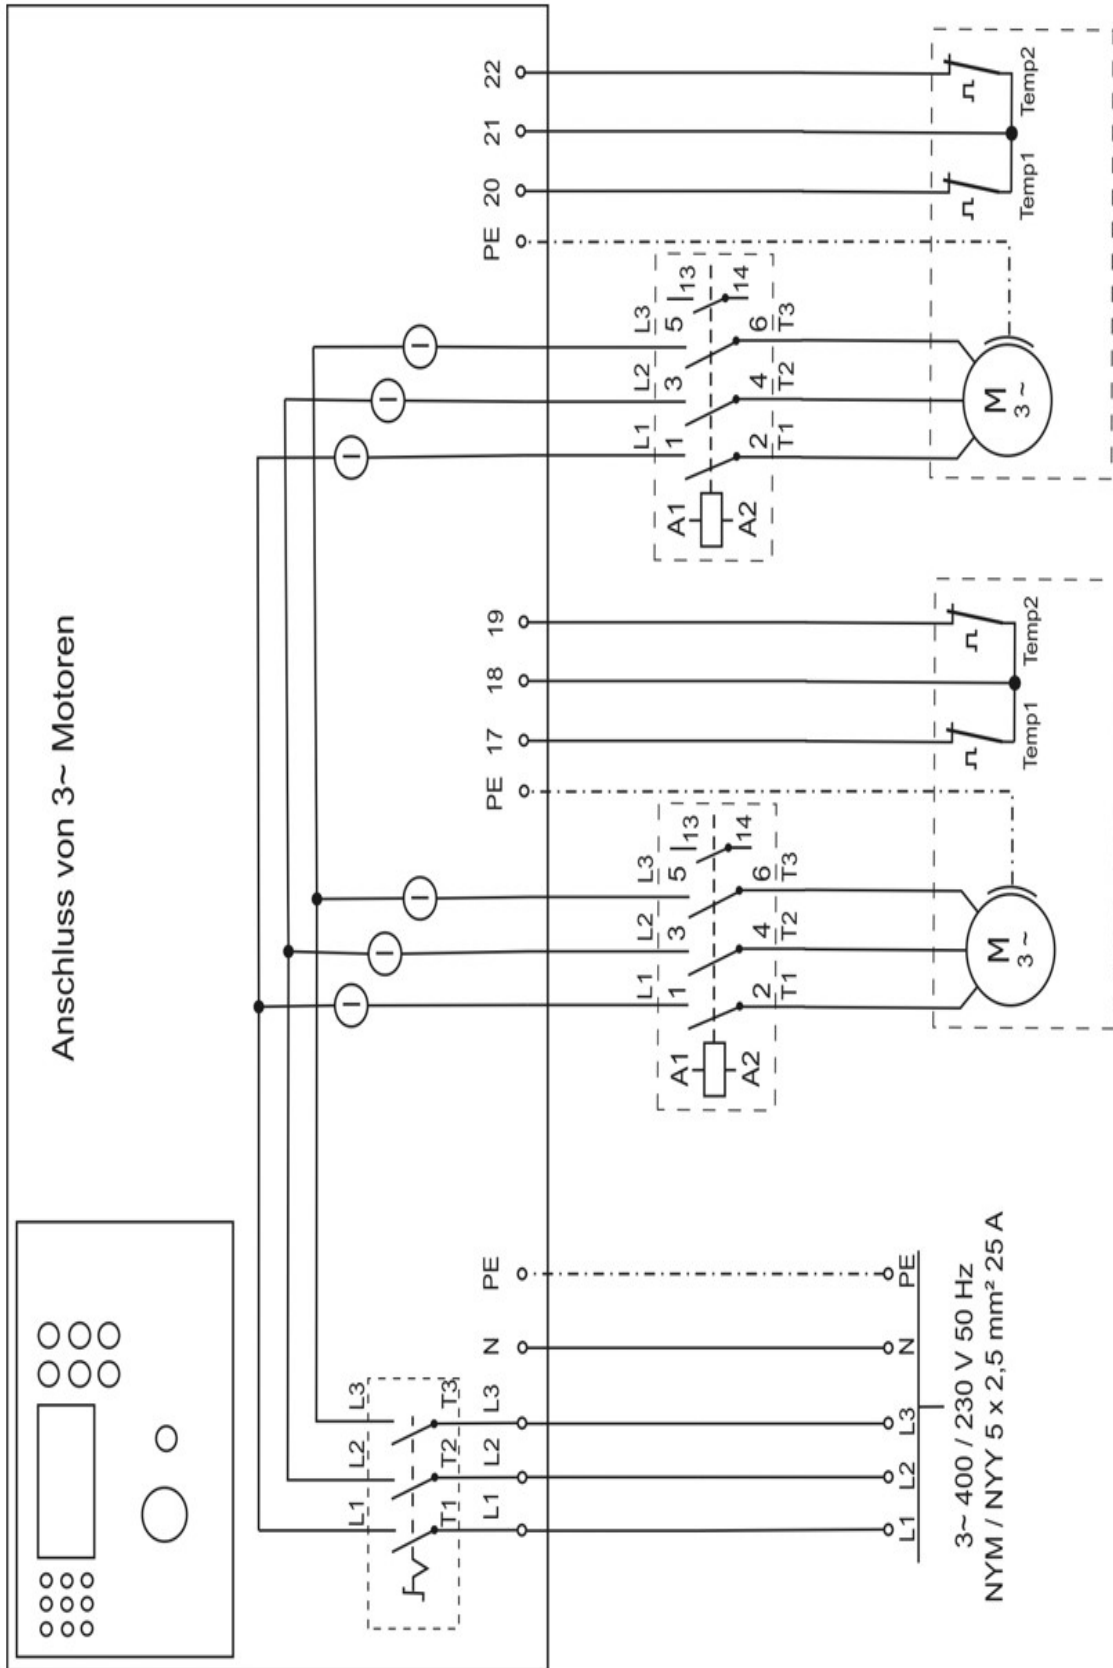 Anschluss von 3~ Motoren
L1 L2 L3
T1 T2 T3
L1 L2 L3 N PE
PE 17 18 19
PE 20 21 22
L1 L2 L3
1 3 5 13
A1
A2
2 4 6 14
T1 T2 T3
L1 L2 L3
1 3 5 13
A1
A2
2 4 6 14
T1 T2 T3
M
3~
Temp1 Temp2
M
3~
Temp1 Temp2
L1 L2 L3 N PE
3~ 400 / 230 V 50 Hz
NYM / NYY 5 x 2,5 mm² 25 A